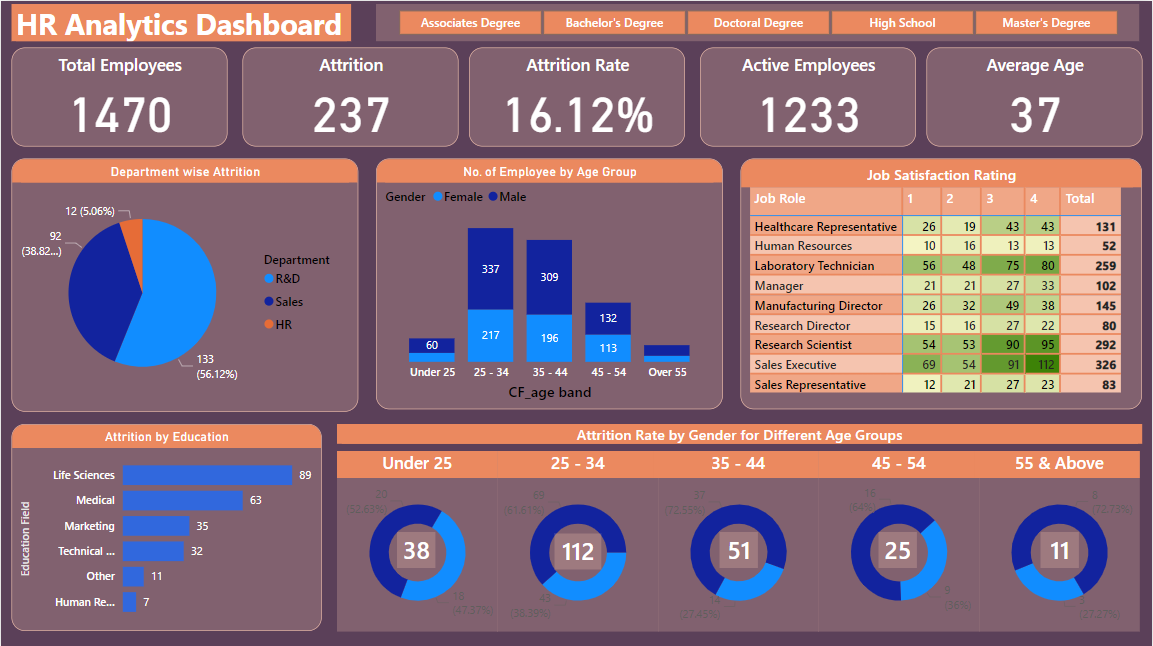 HR Analytics Dashboard
Associates Degree Bachelor's Degree Doctoral Degree High School Master's Degree
Total Employees Attrition Attrition Rate Active Employees Average Age
1470 237 16.12% 1233 37
Department wise Attrition
12 (5.06%)
92
(38.82...)
133
(56.12%)
Department
R&D
Sales
HR
No. of Employee by Age Group
Gender Female Male
337
309
132
60
217
196
113
Under 25 25 - 34 35 - 44 45 - 54 Over 55
CF_age band
Job Satisfaction Rating
Job Role 1 2 3 4 Total
Healthcare Representative 26 19 43 43 131
Human Resources 10 16 13 13 52
Laboratory Technician 56 48 75 80 259
Manager 21 21 27 33 102
Manufacturing Director 26 32 49 38 145
Research Director 15 16 27 22 80
Research Scientist 54 53 90 95 292
Sales Executive 69 54 91 112 326
Sales Representative 12 21 27 23 83
Attrition by Education
Education Field
Life Sciences 89
Medical 63
Marketing 35
Technical ... 32
Other 11
Human Re... 7
Attrition Rate by Gender for Different Age Groups
Under 25 25 - 34 35 - 44 45 - 54 55 & Above
20
(52.63%)
38
18
(47.37%)
69
(61.61%)
112
43
(38.39%)
37
(72.55%)
51
14
(27.45%)
16
(64%)
25
9
(36%)
8
(72.73%)
11
3
(27.27%)